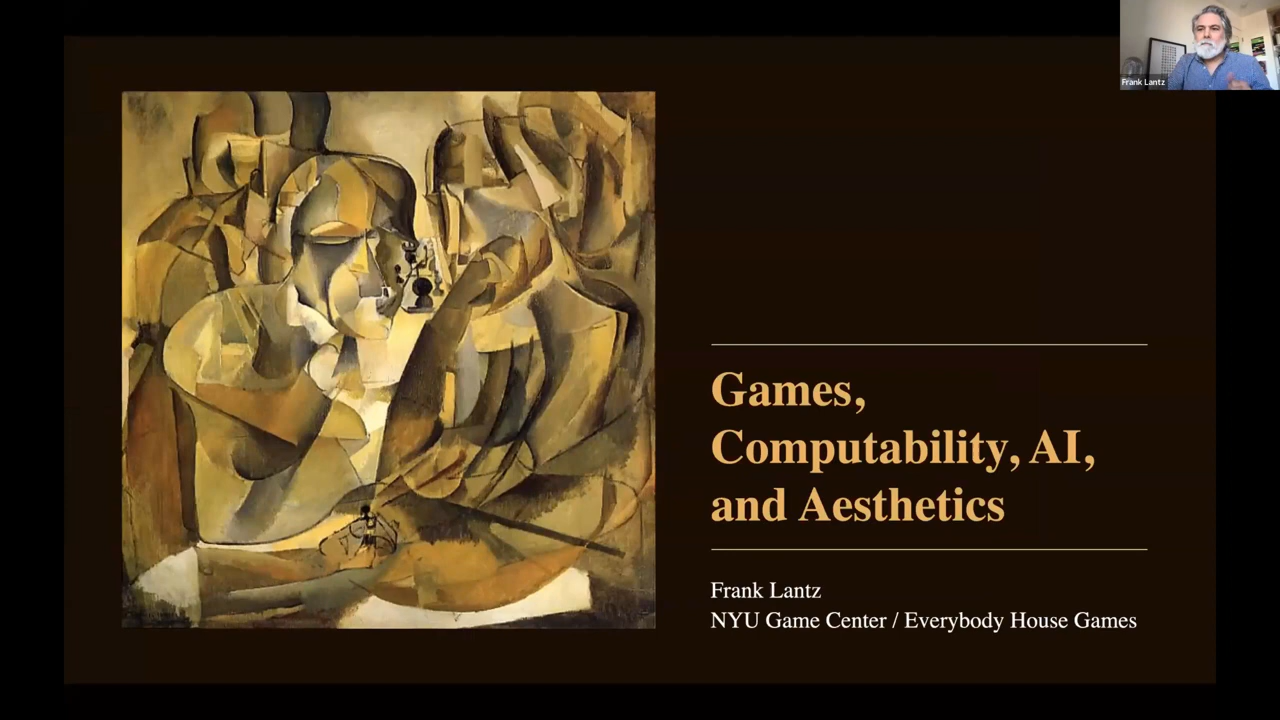 Frank Lantz
Games,
Computability, AI,
and Aesthetics
Frank Lantz
NYU Game Center / Everybody House Games